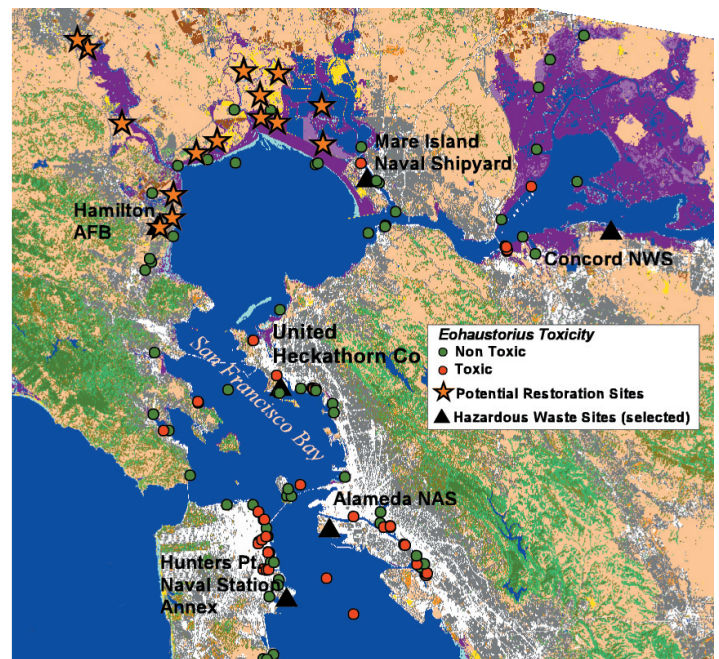 Mare Island
Naval Shipyard
Hamilton
AFB
Concord NWS
United
Heckathorn Co
San Francisco Bay
Eohaustorius Toxicity
Non Toxic
Toxic
Potential Restoration Sites
Hazardous Waste Sites (selected)
Alameda NAS
Hunters Pt.
Naval Station
Annex